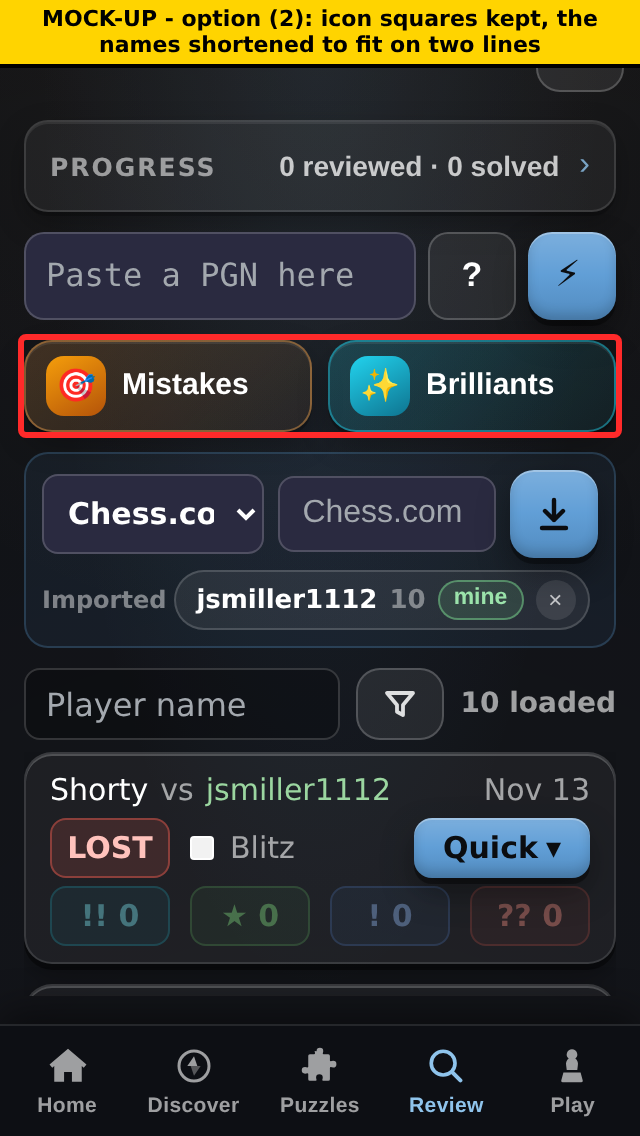 MOCK-UP - option (2): icon squares kept, the
names shortened to fit on two lines
PROGRESS 0 reviewed · 0 solved ›
Paste a PGN here ? ⚡
Mistakes Brilliants
Chess.co Chess.com
Imported jsmiller1112 10 mine ×
Player name 10 loaded
Shorty vs jsmiller1112 Nov 13
LOST Blitz Quick ▾
!! 0 ★ 0 ! 0 ?? 0
Home Discover Puzzles Review Play